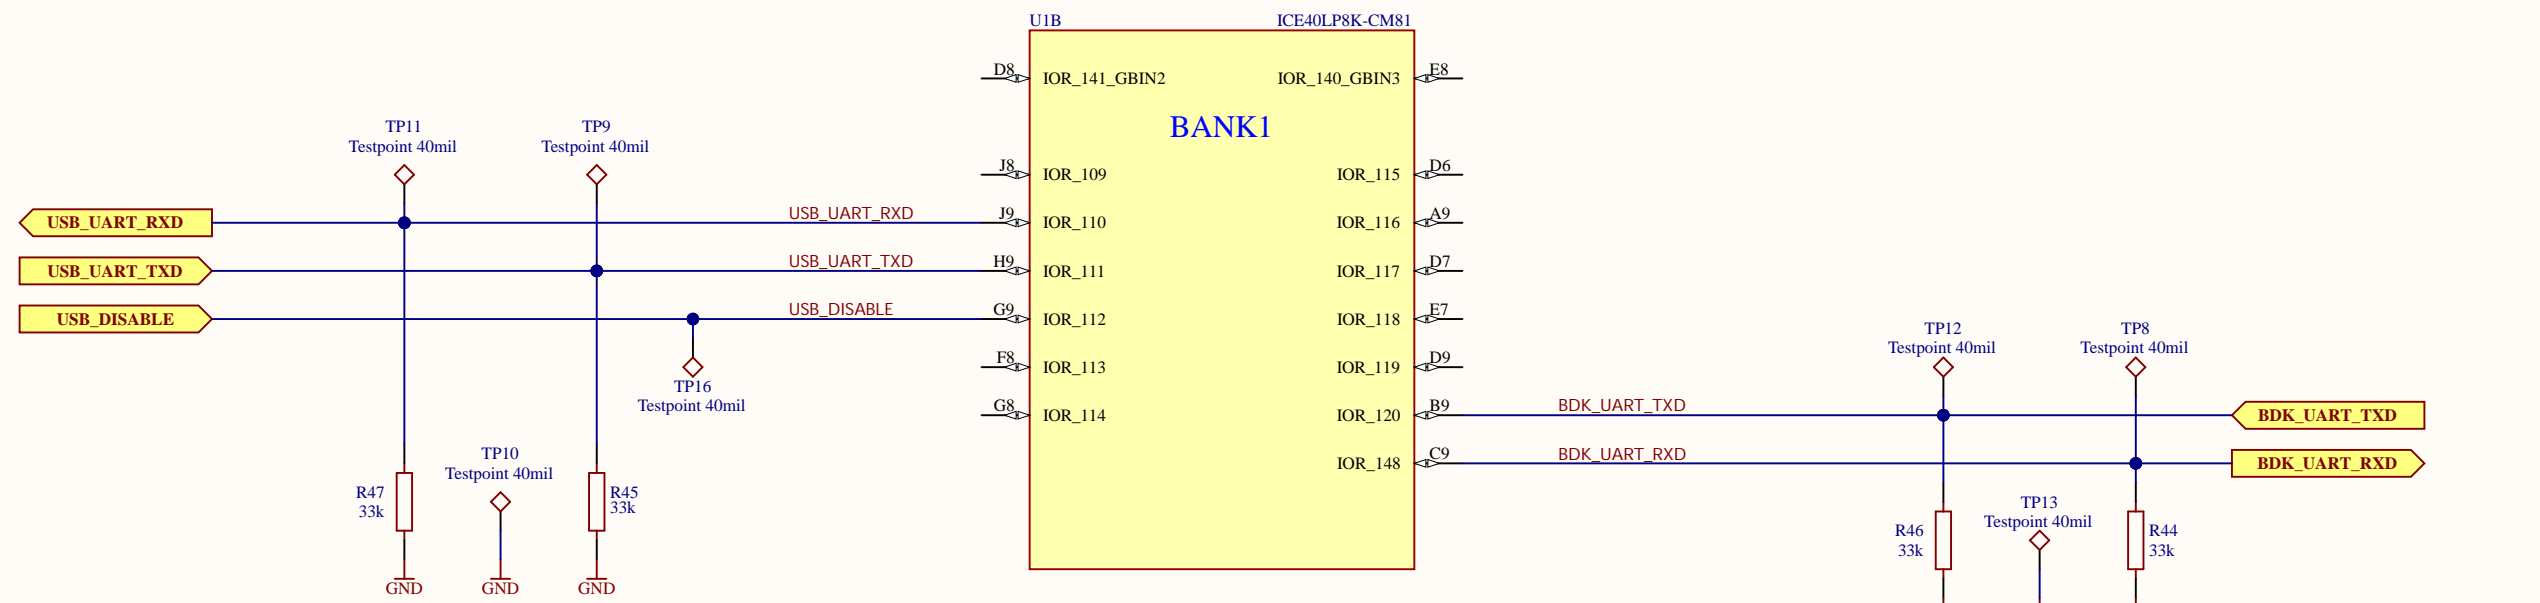 U1B
ICE40LP8K-CM81
D8
IOR_141_GBIN2
IOR_140_GBIN3
E8
BANK1
TP11
Testpoint 40mil
TP9
Testpoint 40mil
J8
IOR_109
IOR_115
D6
USB_UART_RXD
USB_UART_RXD
J9
IOR_110
IOR_116
A9
USB_UART_TXD
USB_UART_TXD
H9
IOR_111
IOR_117
D7
USB_DISABLE
USB_DISABLE
G9
IOR_112
IOR_118
E7
TP16
Testpoint 40mil
F8
IOR_113
IOR_119
D9
TP12
Testpoint 40mil
TP8
Testpoint 40mil
G8
IOR_114
IOR_120
B9
BDK_UART_TXD
BDK_UART_TXD
IOR_148
C9
BDK_UART_RXD
BDK_UART_RXD
TP10
Testpoint 40mil
R47
33k
R45
33k
GND
GND
GND
TP13
Testpoint 40mil
R46
33k
R44
33k